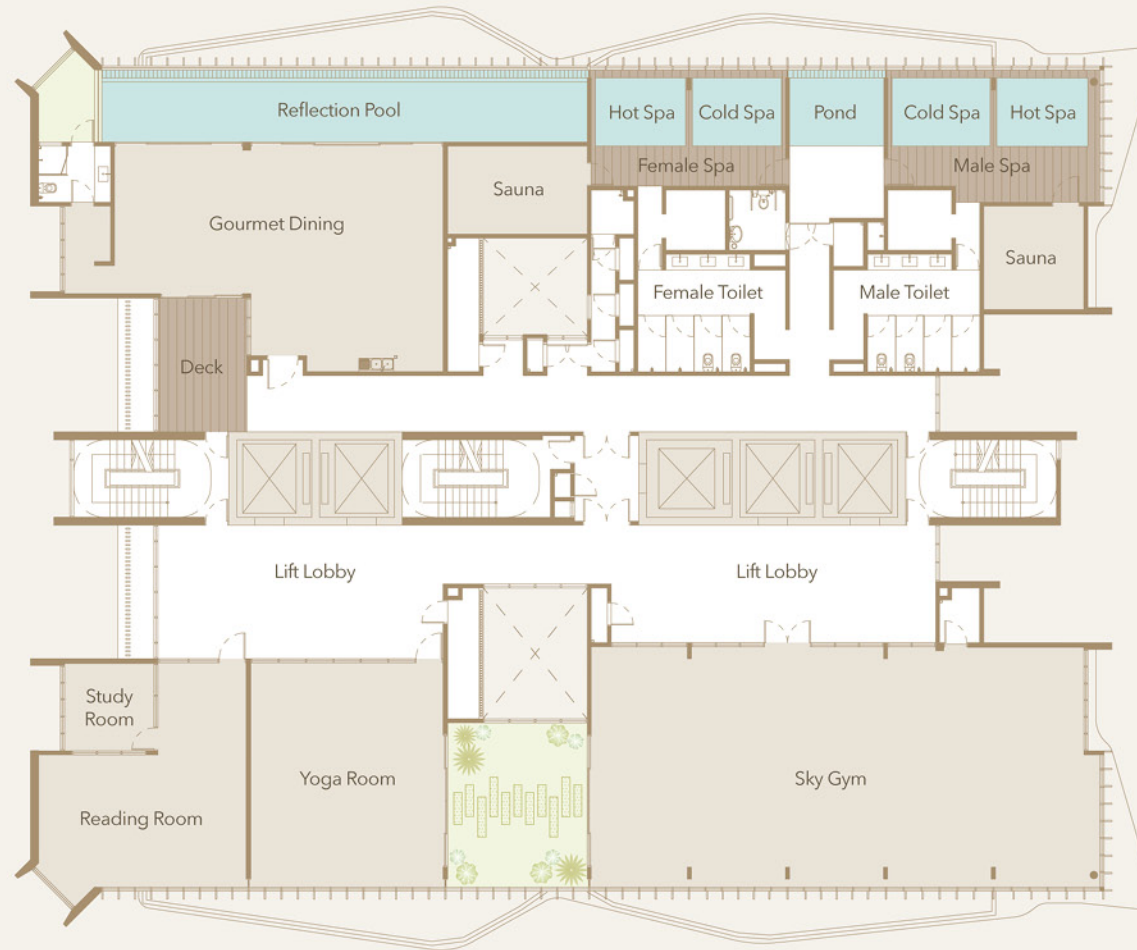 Reflection Pool
Hot Spa
Cold Spa
Pond
Cold Spa
Hot Spa
Female Spa
Male Spa
Sauna
Gourmet Dining
Sauna
Female Toilet
Male Toilet
Deck
Lift Lobby
Lift Lobby
Study
Room
Yoga Room
Sky Gym
Reading Room